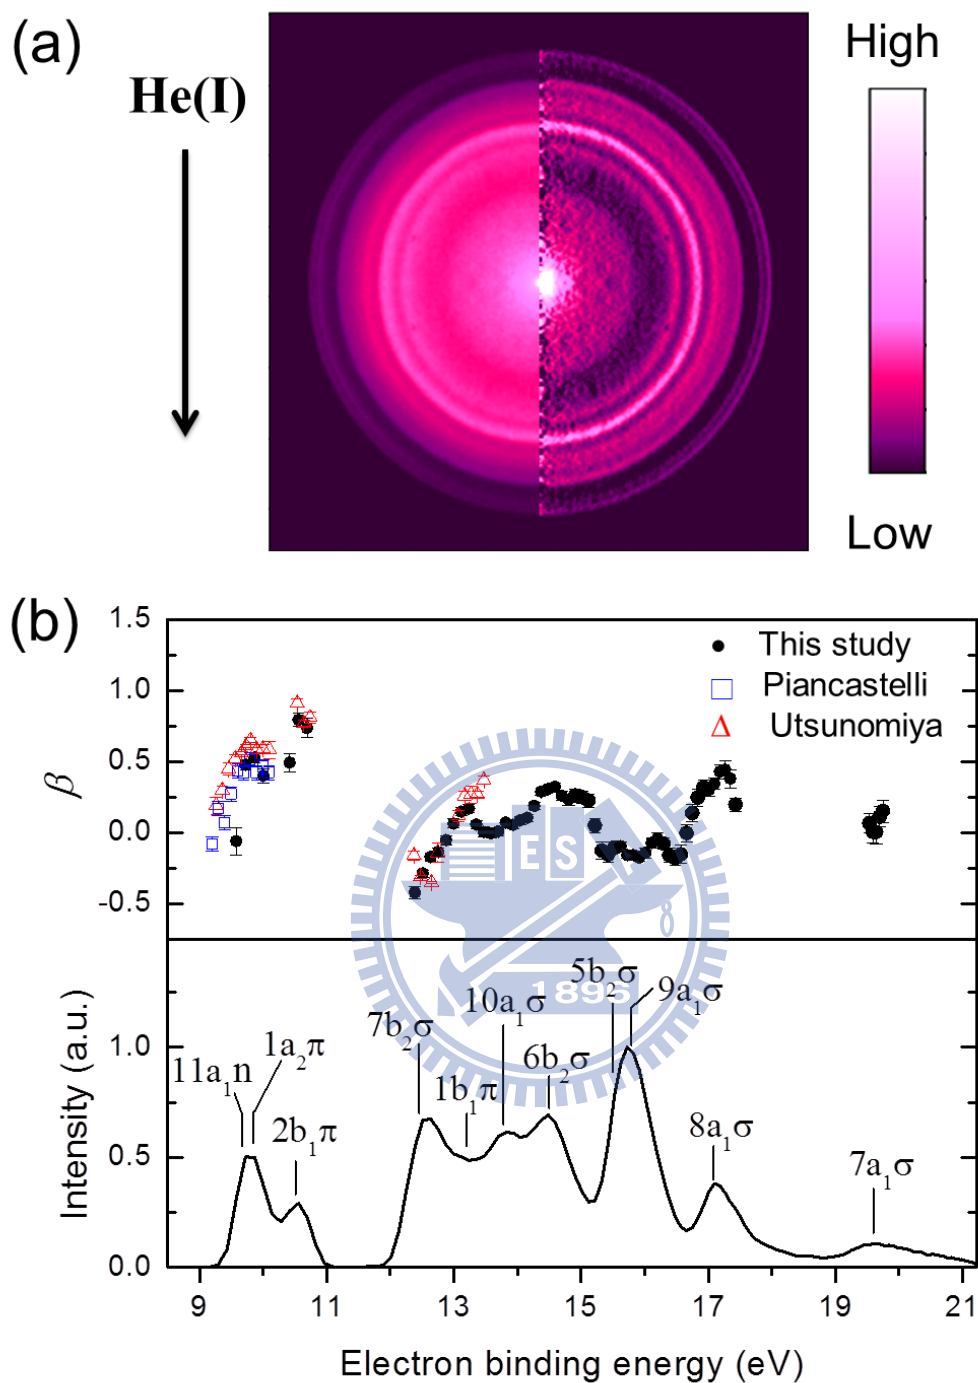 (a)
He(I)
High
Low
(b)
1.5
1.0
0.5
0.0
-0.5
β
This study
Piancastelli
Utsunomiya
ES
1896
Intensity (a.u.)
1.0
0.5
0.0
11a₁n
1a₂π
2b₁π
7b₂σ
1b₁π
10a₁σ
6b₂σ
5b₂σ
9a₁σ
8a₁σ
7a₁σ
9 11 13 15 17 19 21
Electron binding energy (eV)